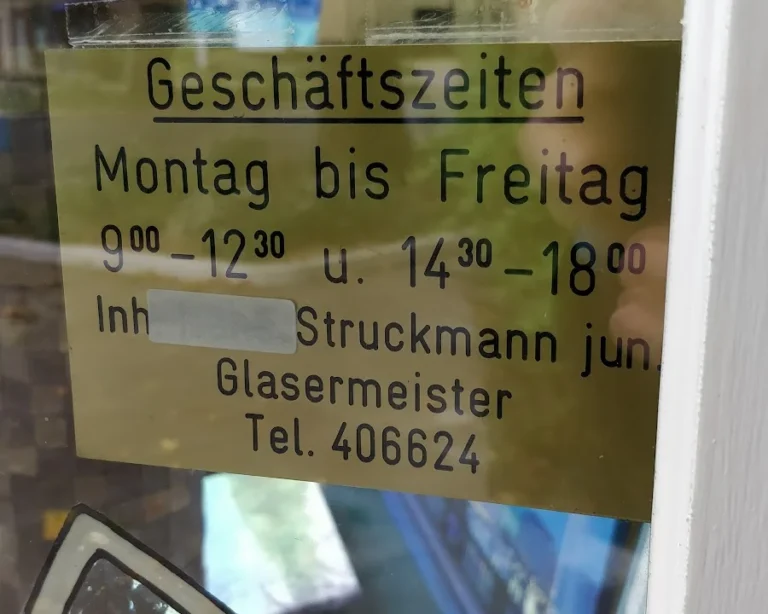 Geschäftszeiten
Montag bis Freitag
9⁰⁰–12³⁰ u. 14³⁰–18⁰⁰
Inh Struckmann jun.
Glasermeister
Tel. 406624